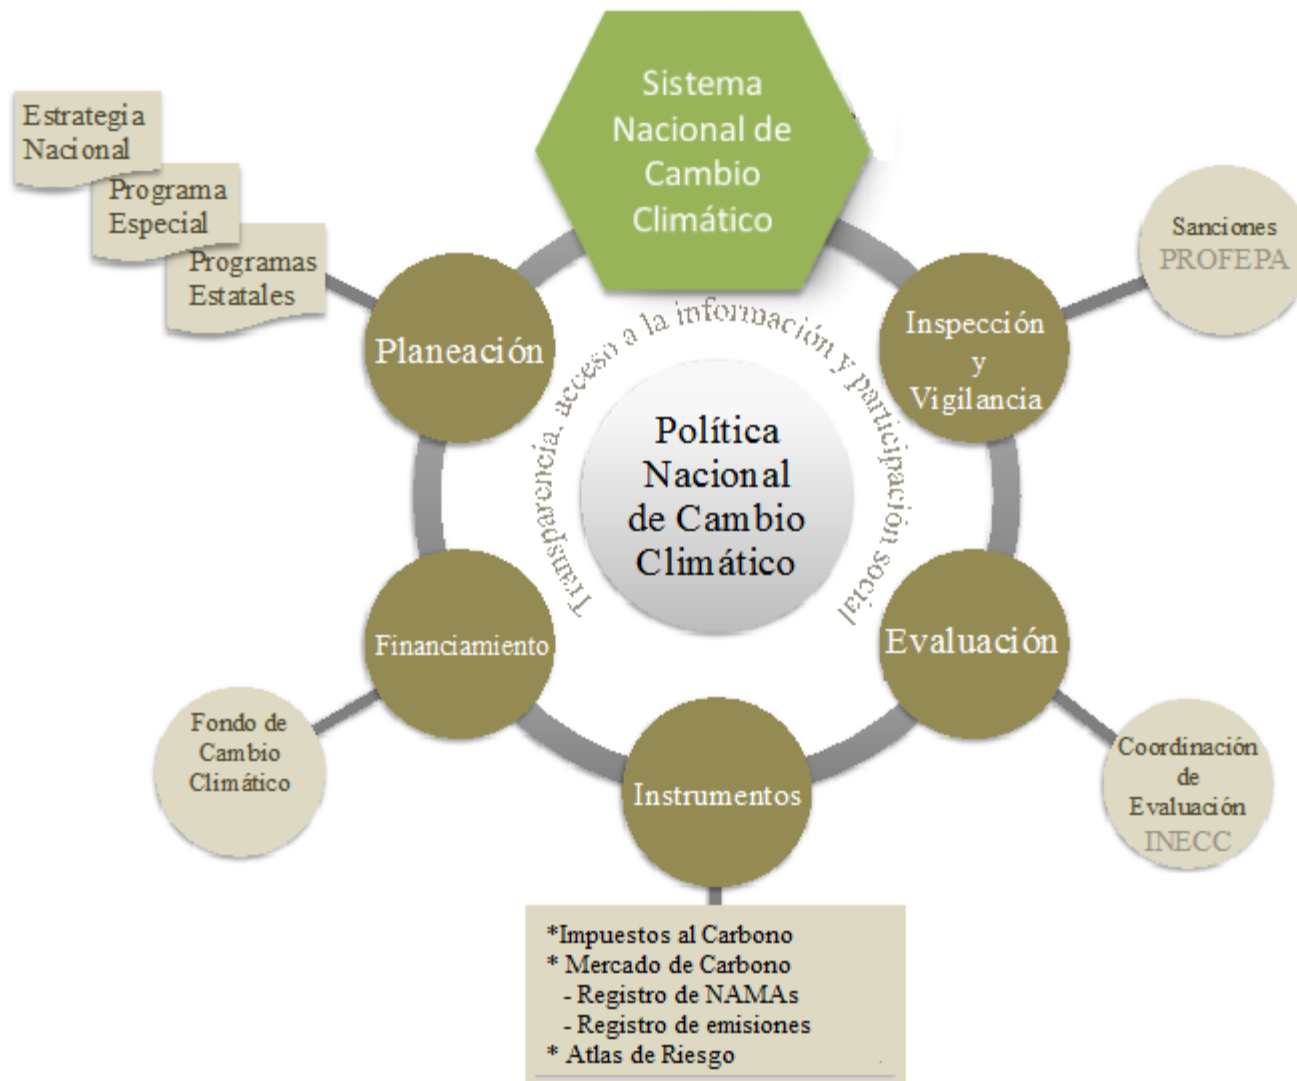 Sistema
Nacional de
Cambio
Climático
Estrategia
Nacional
Programa
Especial
Programas
Estatales
Planeación
Inspección
y
Vigilancia
Sanciones
PROFEPA
Transparencia, acceso a la información y participación social
Política
Nacional
de Cambio
Climático
Financiamiento
Evaluación
Fondo de
Cambio
Climático
Instrumentos
Coordinación
de
Evaluación
INECC
*Impuestos al Carbono
* Mercado de Carbono
- Registro de NAMAs
- Registro de emisiones
* Atlas de Riesgo